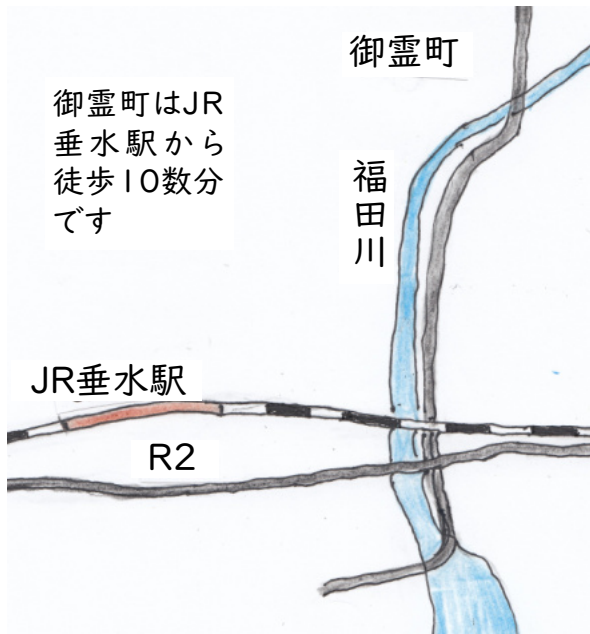 御霊町
御霊町はJR
垂水駅から
徒歩10数分
です
福田川
JR垂水駅
R2